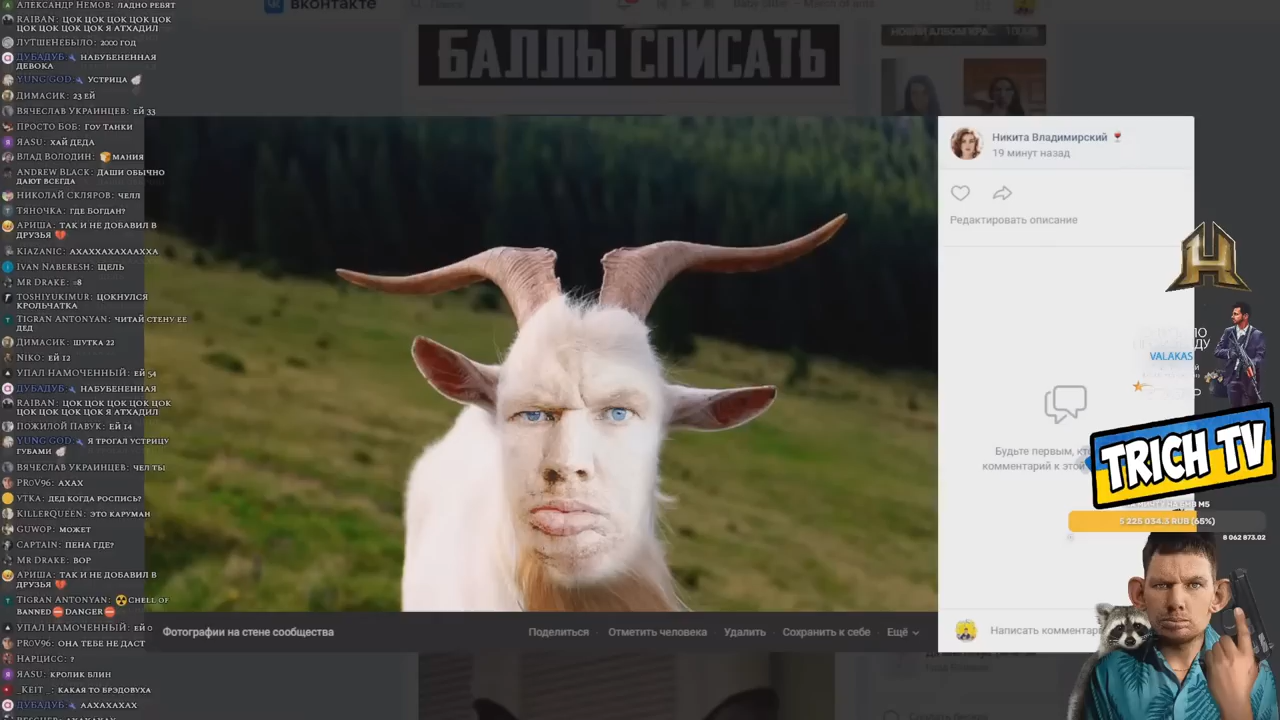 Александр Немов: ладно ребят
RAIBAN: цок цок цок цок цок
цок цок цок цок я атхадил
ЛУТШЕНЕБЫЛО: 2000 год
ДУБАДУБ: набубененная
девока
YUNG GOD: устрица
Димасик: 23 ей
Вячеслав Украинцев: ей 33
Просто Боб: гоу танки
ЯASU: хай деда
Влад Володин: мания
Andrew Black: Даши обычно
дают всегда
Николай Скляров: челл
Тяночка: где Богдан?
Ариша: так и не добавил в
друзья
Kiazanic: ахахахахааахха
Ivan Naberesh: щель
Mr Drake: =8
TOSHIYUKIMUR: цокнулся
крольчатка
Tigran Antonyan: читай стену ее
дед
Димасик: шутка 22
Niko: ей 12
Упал намоченный: ей 54
ДУБАДУБ: набубененная
RAIBAN: цок цок цок цок цок
цок цок цок цок я атхадил
Пожилой Павук: ей 14
YUNG GOD: я трогал устрицу
губами
Вячеслав Украинцев: чел ты
PR0V96: ахах
VTKA: дед когда роспись?
KILLERQUEEN: это каруман
GUWOP: может
Captain: пена где?
Mr Drake: вор
Ариша: так и не добавил в
друзья
Tigran Antonyan: Chell of
Banned Danger
Упал намоченный: ей 0
PR0V96: она тебе не даст
Нарцисс: ?
ЯASU: кролик блин
_KEIT_: какая то брэдовуха
ДУБАДУБ: аахахахах
вконтакте
БАЛЛЫ СПИСАТЬ
Никита Владимирский
19 минут назад
Редактировать описание
VALAKAS
Будьте первым, кт
комментарий к этой
TRICH TV
5 225 034.3 RUB (65%)
8 062 873.02
Фотографии на стене сообщества
Поделиться
Отметить человека
Удалить
Сохранить к себе
Ещё
Написать комментар